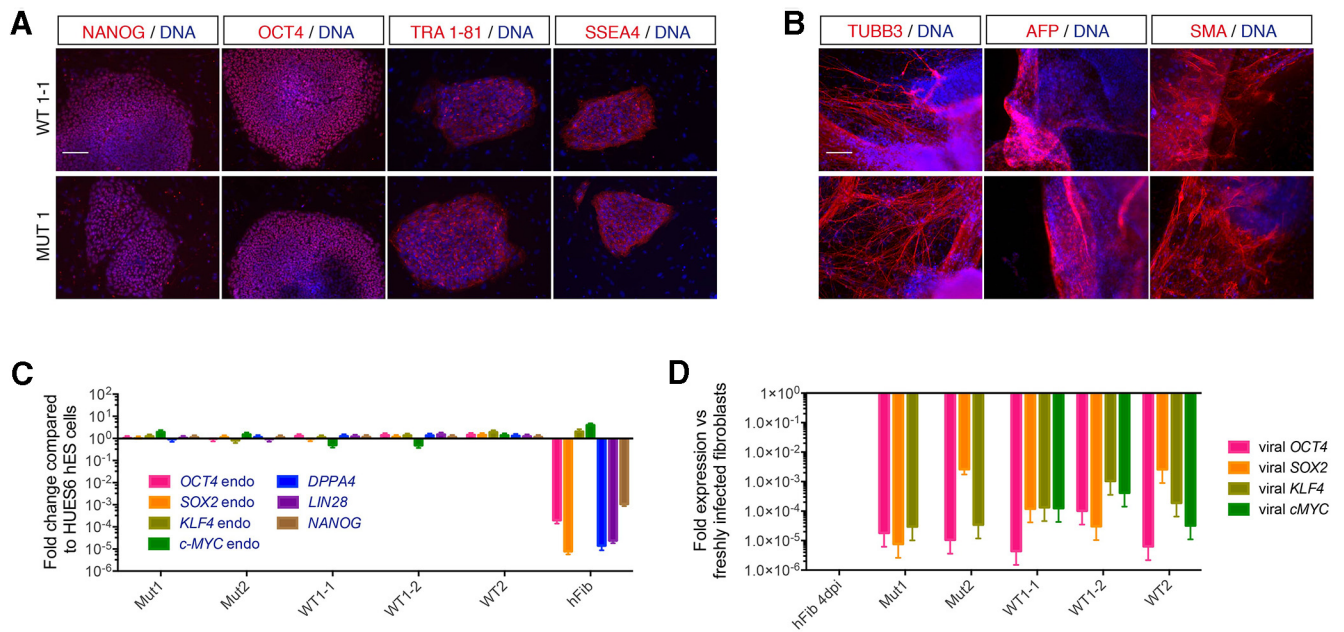 A
NANOG / DNA
OCT4 / DNA
TRA 1-81 / DNA
SSEA4 / DNA
WT 1-1
MUT 1
B
TUBB3 / DNA
AFP / DNA
SMA / DNA
C
Fold change compared
to HUES6 hES cells
10²
10¹
10⁰
10⁻¹
10⁻²
10⁻³
10⁻⁴
10⁻⁵
10⁻⁶
OCT4 endo
SOX2 endo
KLF4 endo
c-MYC endo
DPPA4
LIN28
NANOG
Mut1
Mut2
WT1-1
WT1-2
WT2
hFib
D
Fold expression vs
freshly infected fibroblasts
1×10⁰
1.0×10⁻¹
1.0×10⁻²
1.0×10⁻³
1.0×10⁻⁴
1.0×10⁻⁵
1.0×10⁻⁶
hFib 4dpi
Mut1
Mut2
WT1-1
WT1-2
WT2
viral OCT4
viral SOX2
viral KLF4
viral cMYC